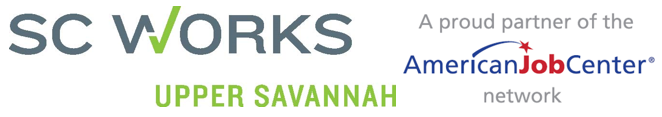 SC WORKS
UPPER SAVANNAH
A proud partner of the
AmericanJobCenter®
network